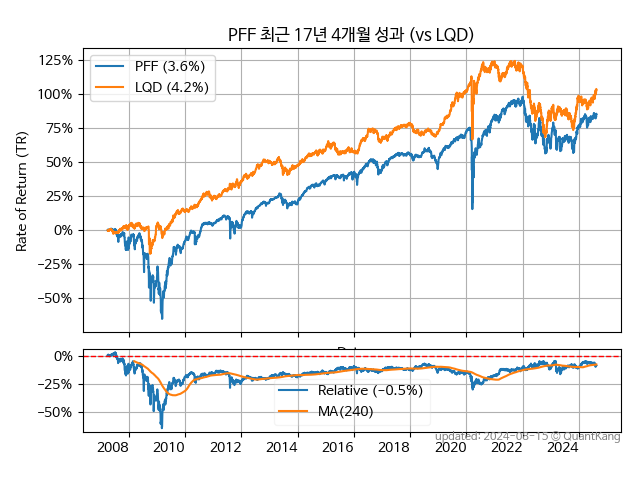 PFF 최근 17년 4개월 성과 (vs LQD)
Rate of Return (TR)
125%
100%
75%
50%
25%
0%
−25%
−50%
PFF (3.6%)
LQD (4.2%)
0%
−25%
−50%
Relative (−0.5%)
MA(240)
2008 2010 2012 2014 2016 2018 2020 2022 2024
updated: 2024-08-15 © QuantKang